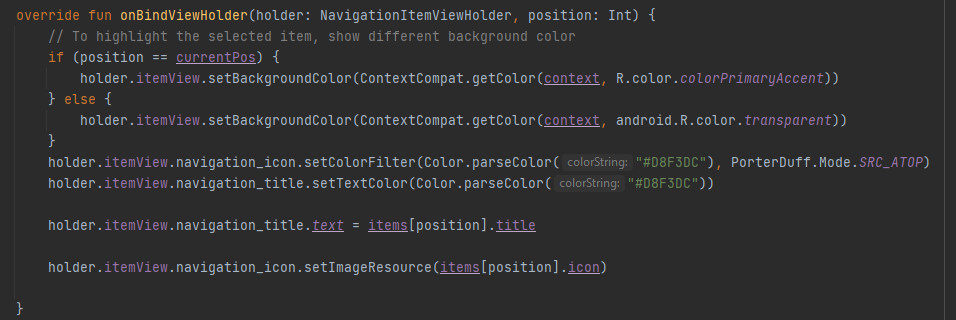 override fun onBindViewHolder(holder: NavigationItemViewHolder, position: Int) {
// To highlight the selected item, show different background color
if (position == currentPos) {
holder.itemView.setBackgroundColor(ContextCompat.getColor(context, R.color.colorPrimaryAccent))
} else {
holder.itemView.setBackgroundColor(ContextCompat.getColor(context, android.R.color.transparent))
}
holder.itemView.navigation_icon.setColorFilter(Color.parseColor( colorString: "#D8F3DC"), PorterDuff.Mode.SRC_ATOP)
holder.itemView.navigation_title.setTextColor(Color.parseColor( colorString: "#D8F3DC"))
holder.itemView.navigation_title.text = items[position].title
holder.itemView.navigation_icon.setImageResource(items[position].icon)
}